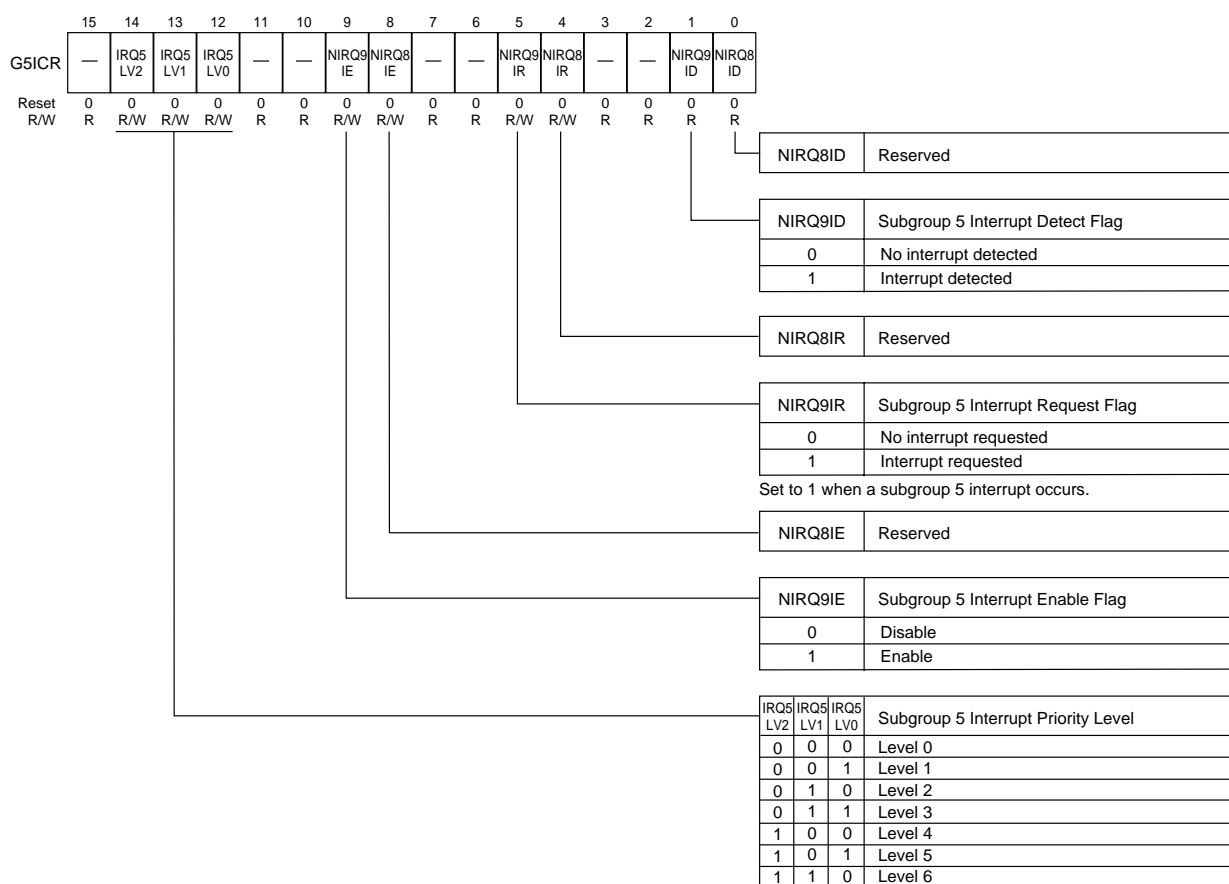 15 14 13 12 11 10 9 8 7 6 5 4 3 2 1 0
G5ICR — IRQ5 LV2 IRQ5 LV1 IRQ5 LV0 — — NIRQ9 IE NIRQ8 IE — — NIRQ9 IR NIRQ8 IR — — NIRQ9 ID NIRQ8 ID
Reset 0 0 0 0 0 0 0 0 0 0 0 0 0 0 0 0
R/W R R/W R/W R/W R R R/W R/W R R R/W R/W R R R R
NIRQ8ID Reserved
NIRQ9ID Subgroup 5 Interrupt Detect Flag
0 No interrupt detected
1 Interrupt detected
NIRQ8IR Reserved
NIRQ9IR Subgroup 5 Interrupt Request Flag
0 No interrupt requested
1 Interrupt requested
Set to 1 when a subgroup 5 interrupt occurs.
NIRQ8IE Reserved
NIRQ9IE Subgroup 5 Interrupt Enable Flag
0 Disable
1 Enable
IRQ5 LV2 IRQ5 LV1 IRQ5 LV0 Subgroup 5 Interrupt Priority Level
0 0 0 Level 0
0 0 1 Level 1
0 1 0 Level 2
0 1 1 Level 3
1 0 0 Level 4
1 0 1 Level 5
1 1 0 Level 6